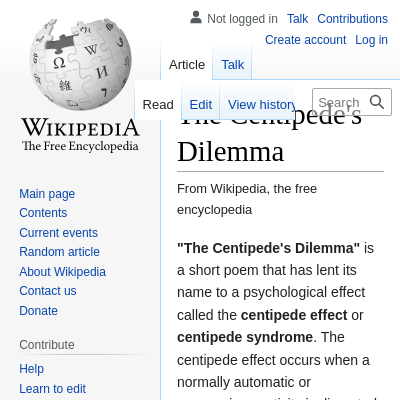 Not logged in Talk Contributions
Create account Log in
Article Talk
Read Edit View history
Search
Ω W И 維
WIKIPEDIA
The Free Encyclopedia
The Centipede's
Dilemma
From Wikipedia, the free
encyclopedia
Main page
Contents
Current events
Random article
About Wikipedia
Contact us
Donate
Contribute
Help
Learn to edit
"The Centipede's Dilemma" is
a short poem that has lent its
name to a psychological effect
called the centipede effect or
centipede syndrome. The
centipede effect occurs when a
normally automatic or